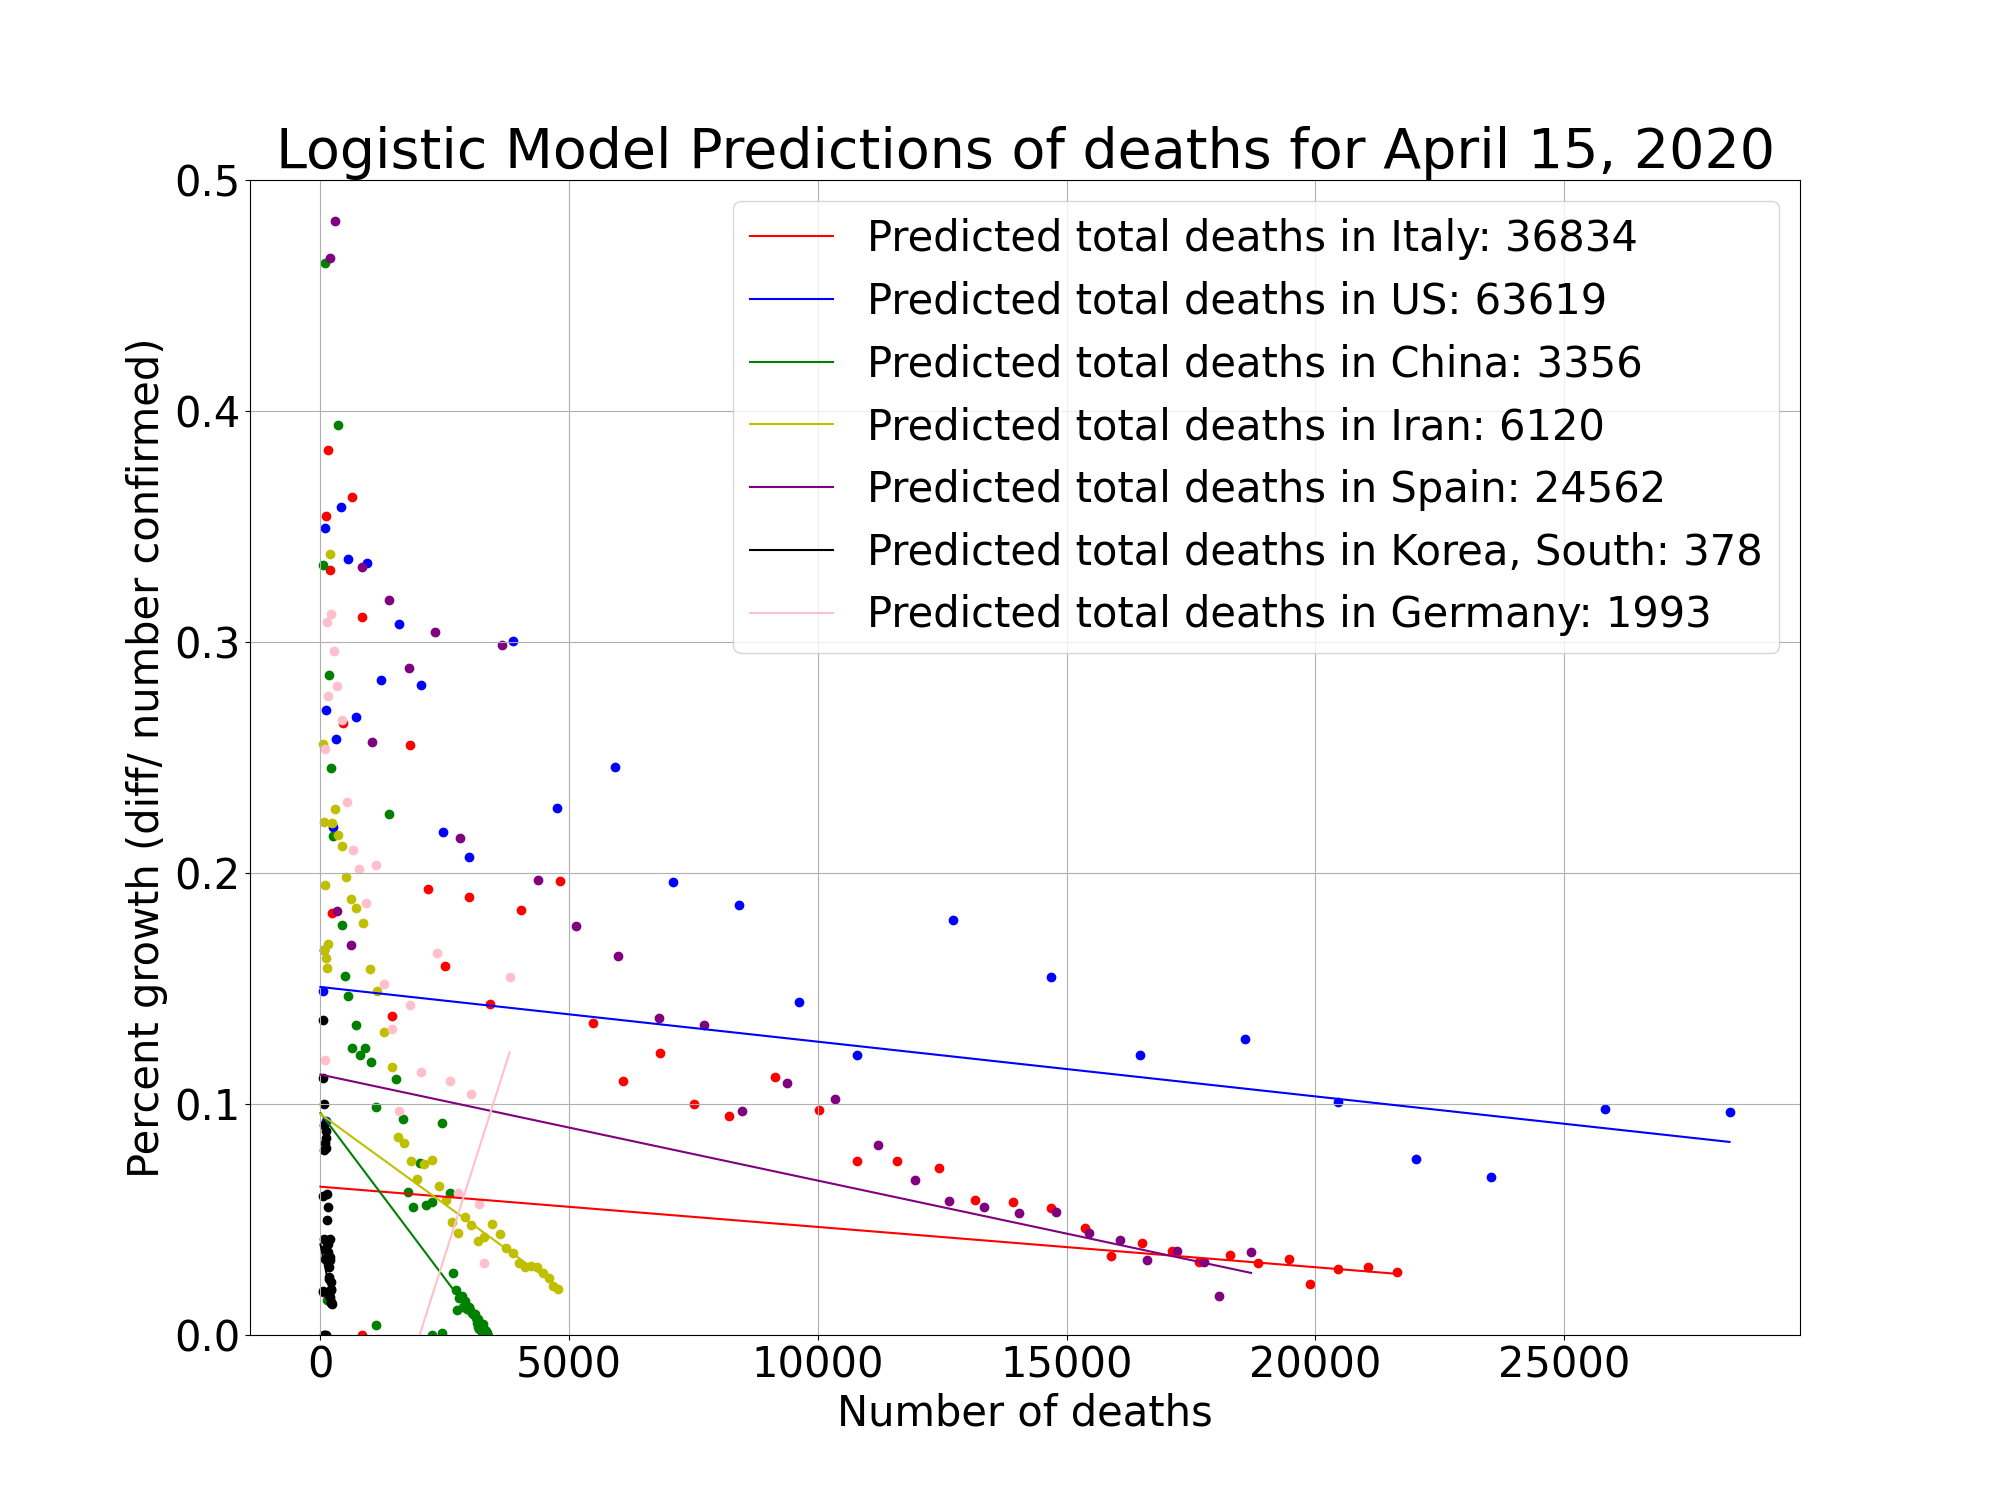 Logistic Model Predictions of deaths for April 15, 2020
0.5
0.4
0.3
0.2
0.1
0.0
Percent growth (diff/ number confirmed)
Predicted total deaths in Italy: 36834
Predicted total deaths in US: 63619
Predicted total deaths in China: 3356
Predicted total deaths in Iran: 6120
Predicted total deaths in Spain: 24562
Predicted total deaths in Korea, South: 378
Predicted total deaths in Germany: 1993
0 5000 10000 15000 20000 25000
Number of deaths